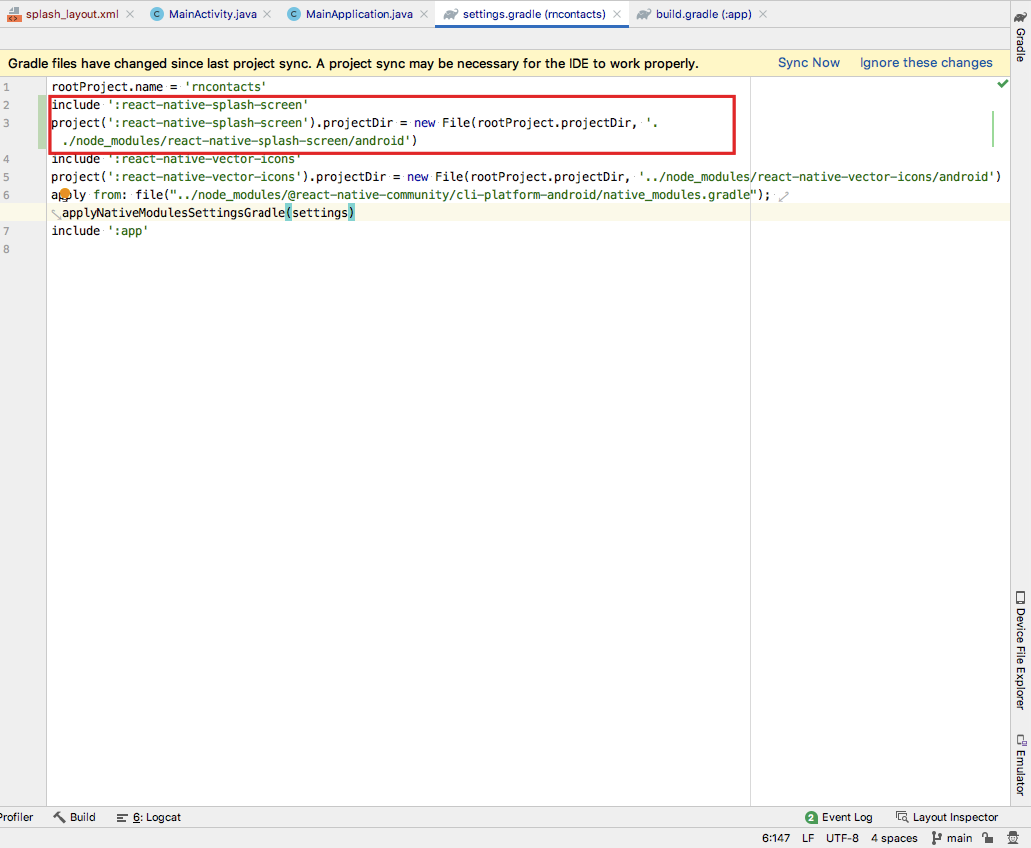 splash_layout.xml
MainActivity.java
MainApplication.java
settings.gradle (rncontacts)
build.gradle (:app)
Gradle files have changed since last project sync. A project sync may be necessary for the IDE to work properly.
Sync Now
Ignore these changes
Gradle
1 rootProject.name = 'rncontacts'
2 include ':react-native-splash-screen'
3 project(':react-native-splash-screen').projectDir = new File(rootProject.projectDir, '.
./node_modules/react-native-splash-screen/android')
4 include ':react-native-vector-icons'
5 project(':react-native-vector-icons').projectDir = new File(rootProject.projectDir, '../node_modules/react-native-vector-icons/android')
6 apply from: file("../node_modules/@react-native-community/cli-platform-android/native_modules.gradle");
applyNativeModulesSettingsGradle(settings)
7 include ':app'
8
Device File Explorer
Emulator
Profiler
Build
6: Logcat
2 Event Log
Layout Inspector
6:147
LF
UTF-8
4 spaces
main